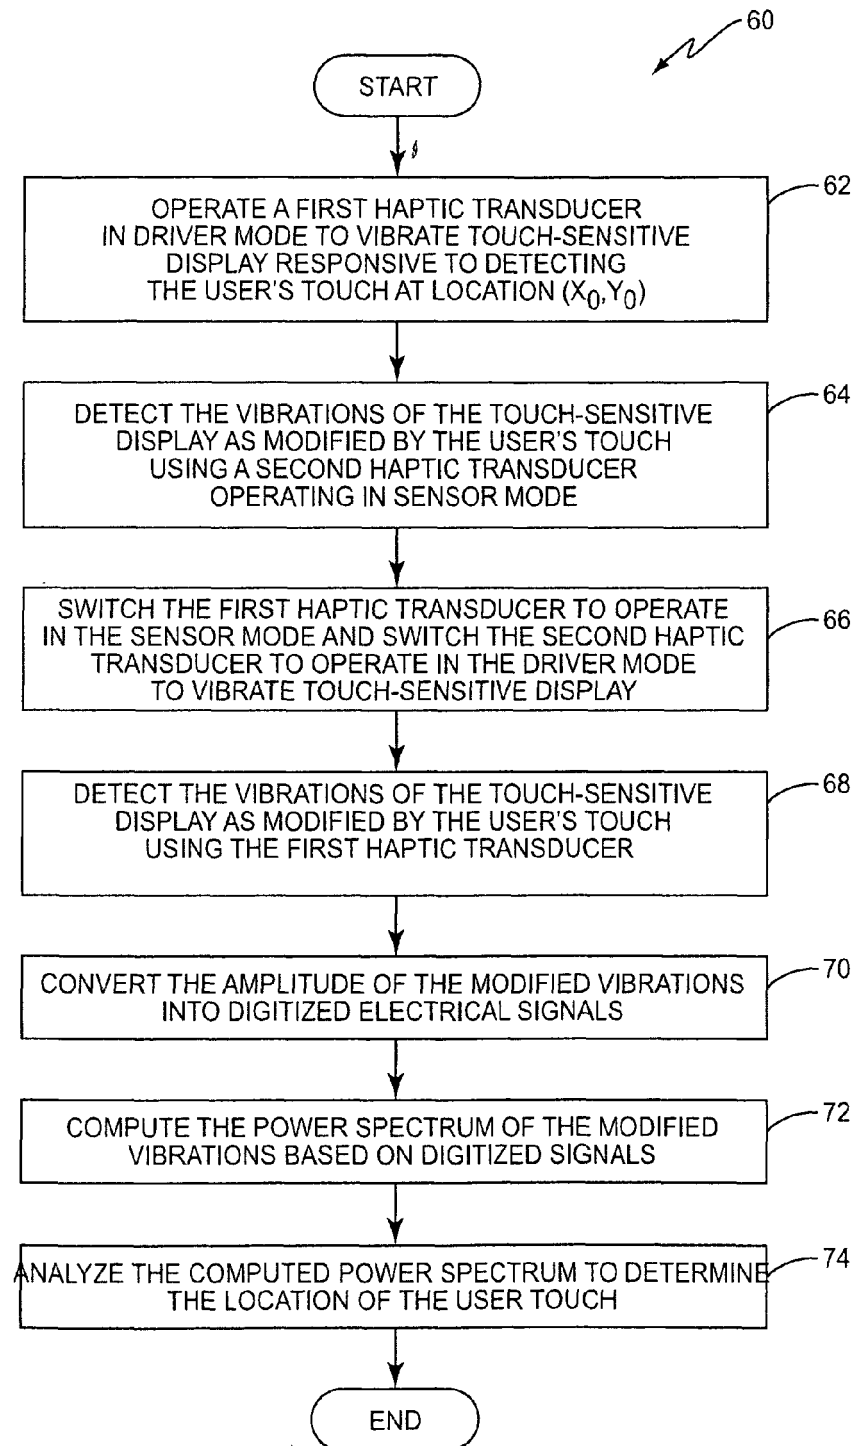 60
START
62
OPERATE A FIRST HAPTIC TRANSDUCER
IN DRIVER MODE TO VIBRATE TOUCH-SENSITIVE
DISPLAY RESPONSIVE TO DETECTING
THE USER'S TOUCH AT LOCATION (X0,Y0)
64
DETECT THE VIBRATIONS OF THE TOUCH-SENSITIVE
DISPLAY AS MODIFIED BY THE USER'S TOUCH
USING A SECOND HAPTIC TRANSDUCER
OPERATING IN SENSOR MODE
66
SWITCH THE FIRST HAPTIC TRANSDUCER TO OPERATE
IN THE SENSOR MODE AND SWITCH THE SECOND HAPTIC
TRANSDUCER TO OPERATE IN THE DRIVER MODE
TO VIBRATE TOUCH-SENSITIVE DISPLAY
68
DETECT THE VIBRATIONS OF THE TOUCH-SENSITIVE
DISPLAY AS MODIFIED BY THE USER'S TOUCH
USING THE FIRST HAPTIC TRANSDUCER
70
CONVERT THE AMPLITUDE OF THE MODIFIED VIBRATIONS
INTO DIGITIZED ELECTRICAL SIGNALS
72
COMPUTE THE POWER SPECTRUM OF THE MODIFIED
VIBRATIONS BASED ON DIGITIZED SIGNALS
74
ANALYZE THE COMPUTED POWER SPECTRUM TO DETERMINE
THE LOCATION OF THE USER TOUCH
END